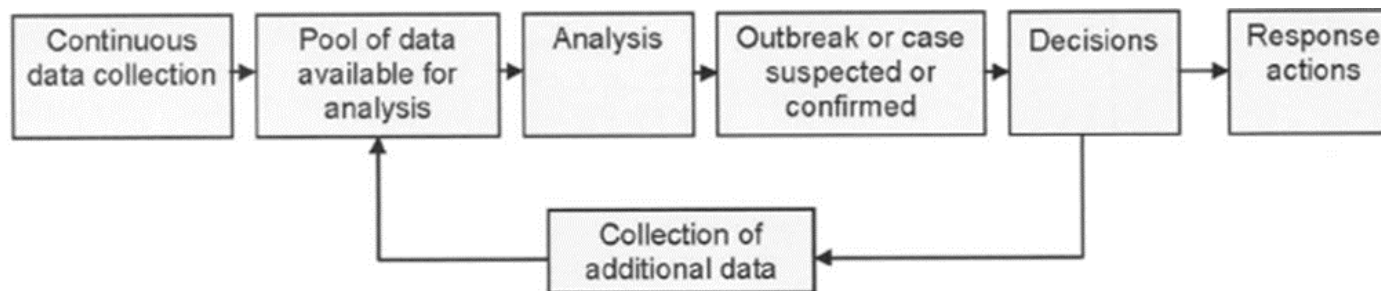 Continuous
data collection
Pool of data
available for
analysis
Analysis
Outbreak or case
suspected or
confirmed
Decisions
Response
actions
Collection of
additional data